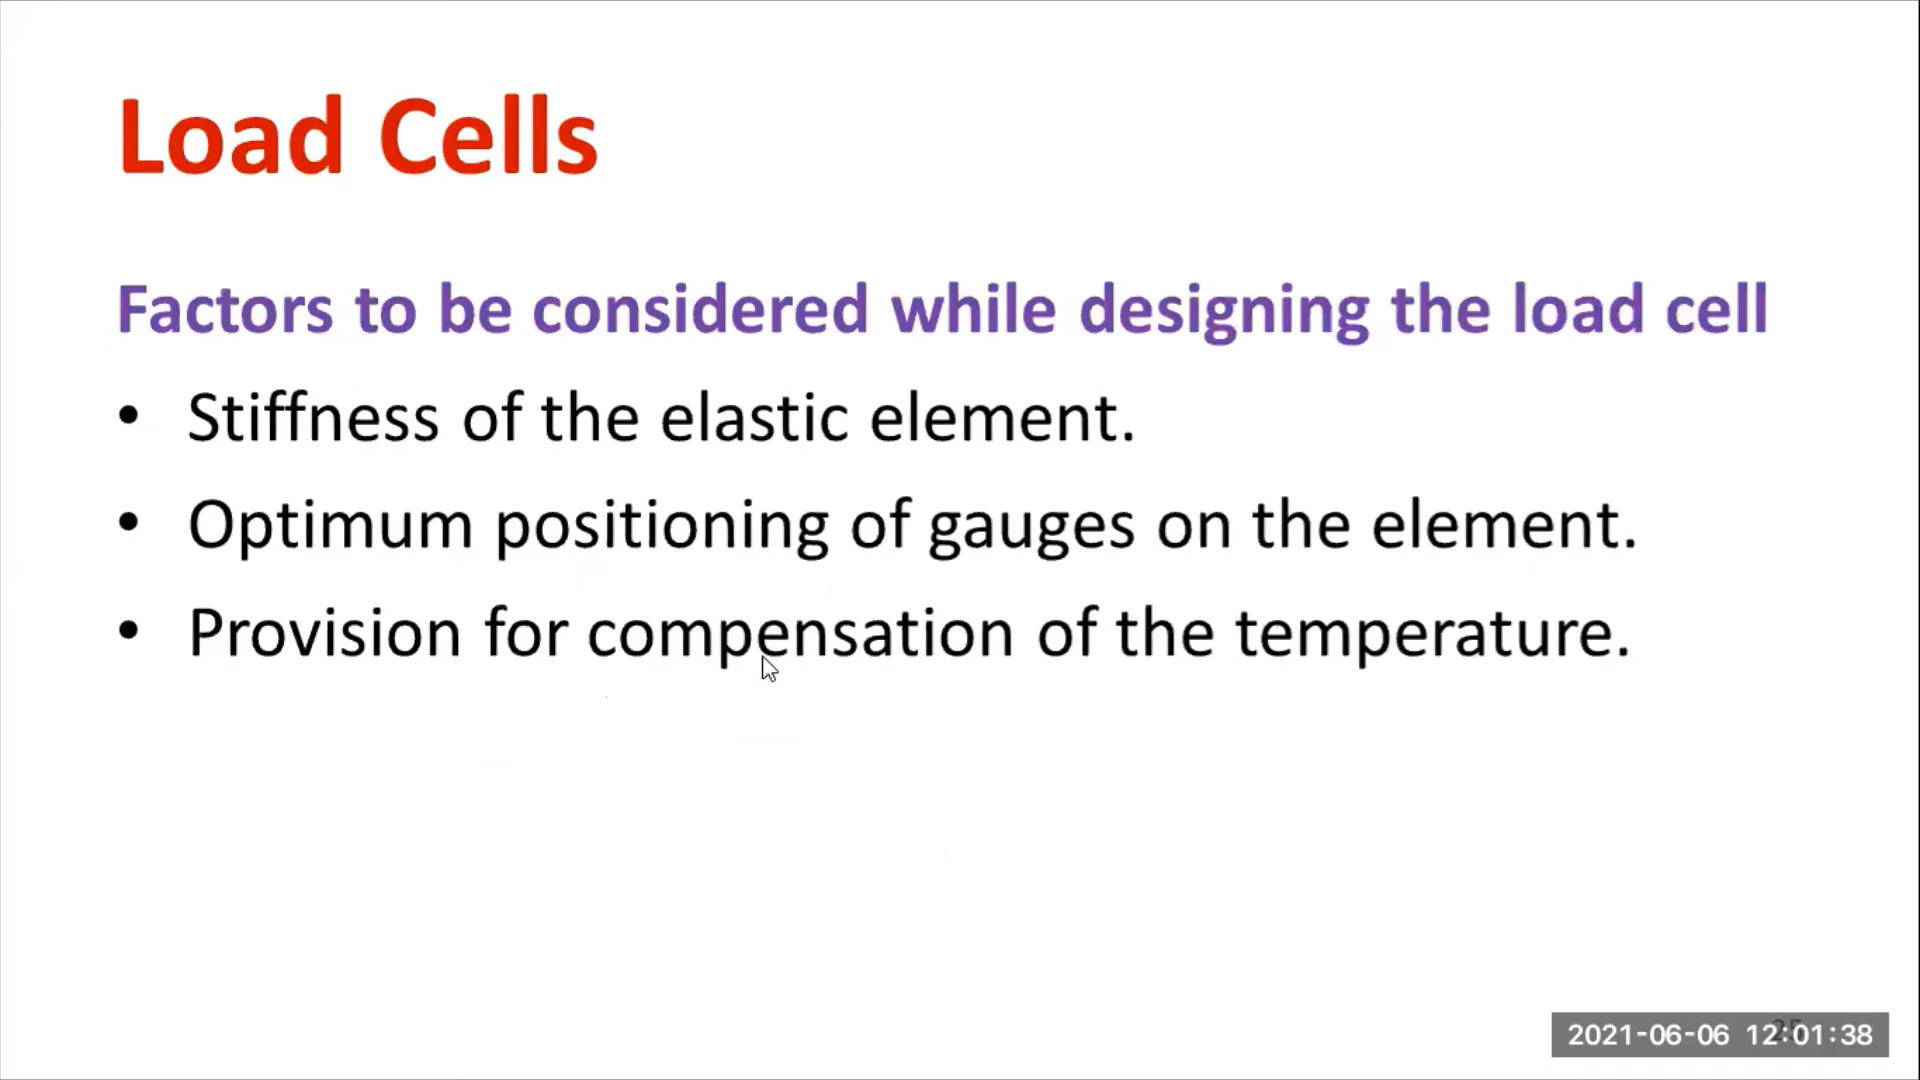 Load Cells
Factors to be considered while designing the load cell
• Stiffness of the elastic element.
• Optimum positioning of gauges on the element.
• Provision for compensation of the temperature.
2021-06-06 12:01:38